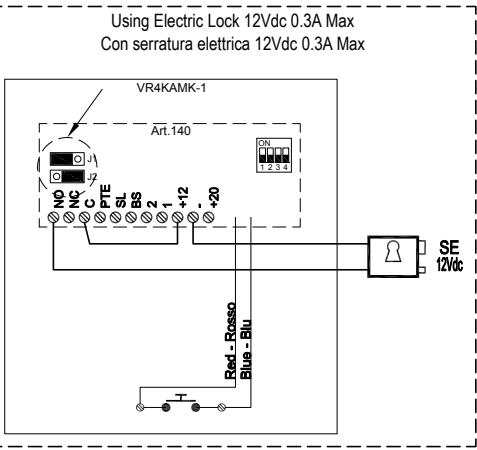 Using Electric Lock 12Vdc 0.3A Max
Con serratura elettrica 12Vdc 0.3A Max
VR4KAMK-1
Art.140
ON
1 2 3 4
J1
J2
NO NC C PTE SL BS 2 1 +12 - +20
SE
12Vdc
Red - Rosso
Blue - Blu